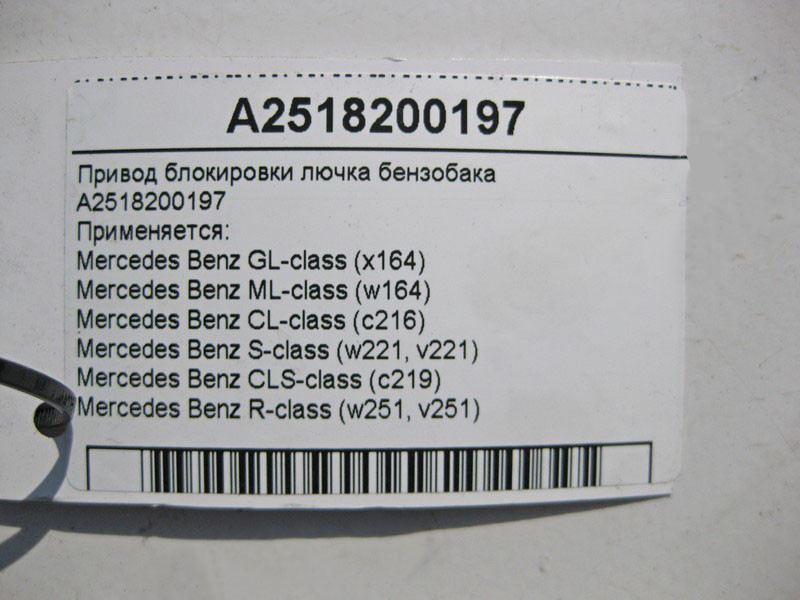 A2518200197
Привод блокировки лючка бензобака
A2518200197
Применяется:
Mercedes Benz GL-class (x164)
Mercedes Benz ML-class (w164)
Mercedes Benz CL-class (c216)
Mercedes Benz S-class (w221, v221)
Mercedes Benz CLS-class (c219)
Mercedes Benz R-class (w251, v251)